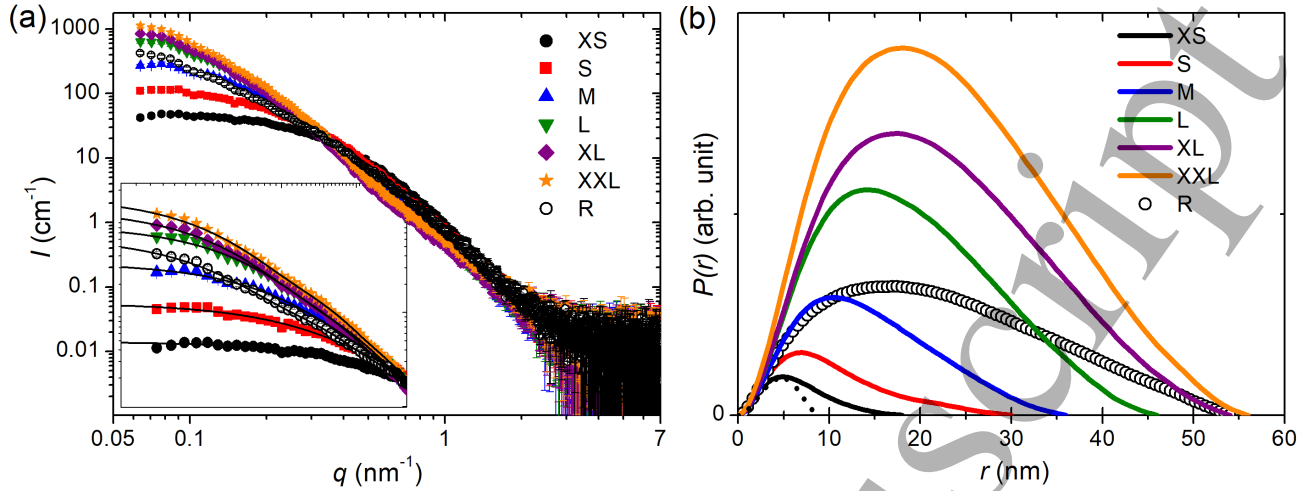 (a)
I (cm⁻¹)
1000
100
10
1
0.1
0.01
XS
S
M
L
XL
XXL
R
0.05 0.1 1 7
q (nm⁻¹)
(b)
P(r) (arb. unit)
XS
S
M
L
XL
XXL
R
0
0 10 20 30 40 50 60
r (nm)
script